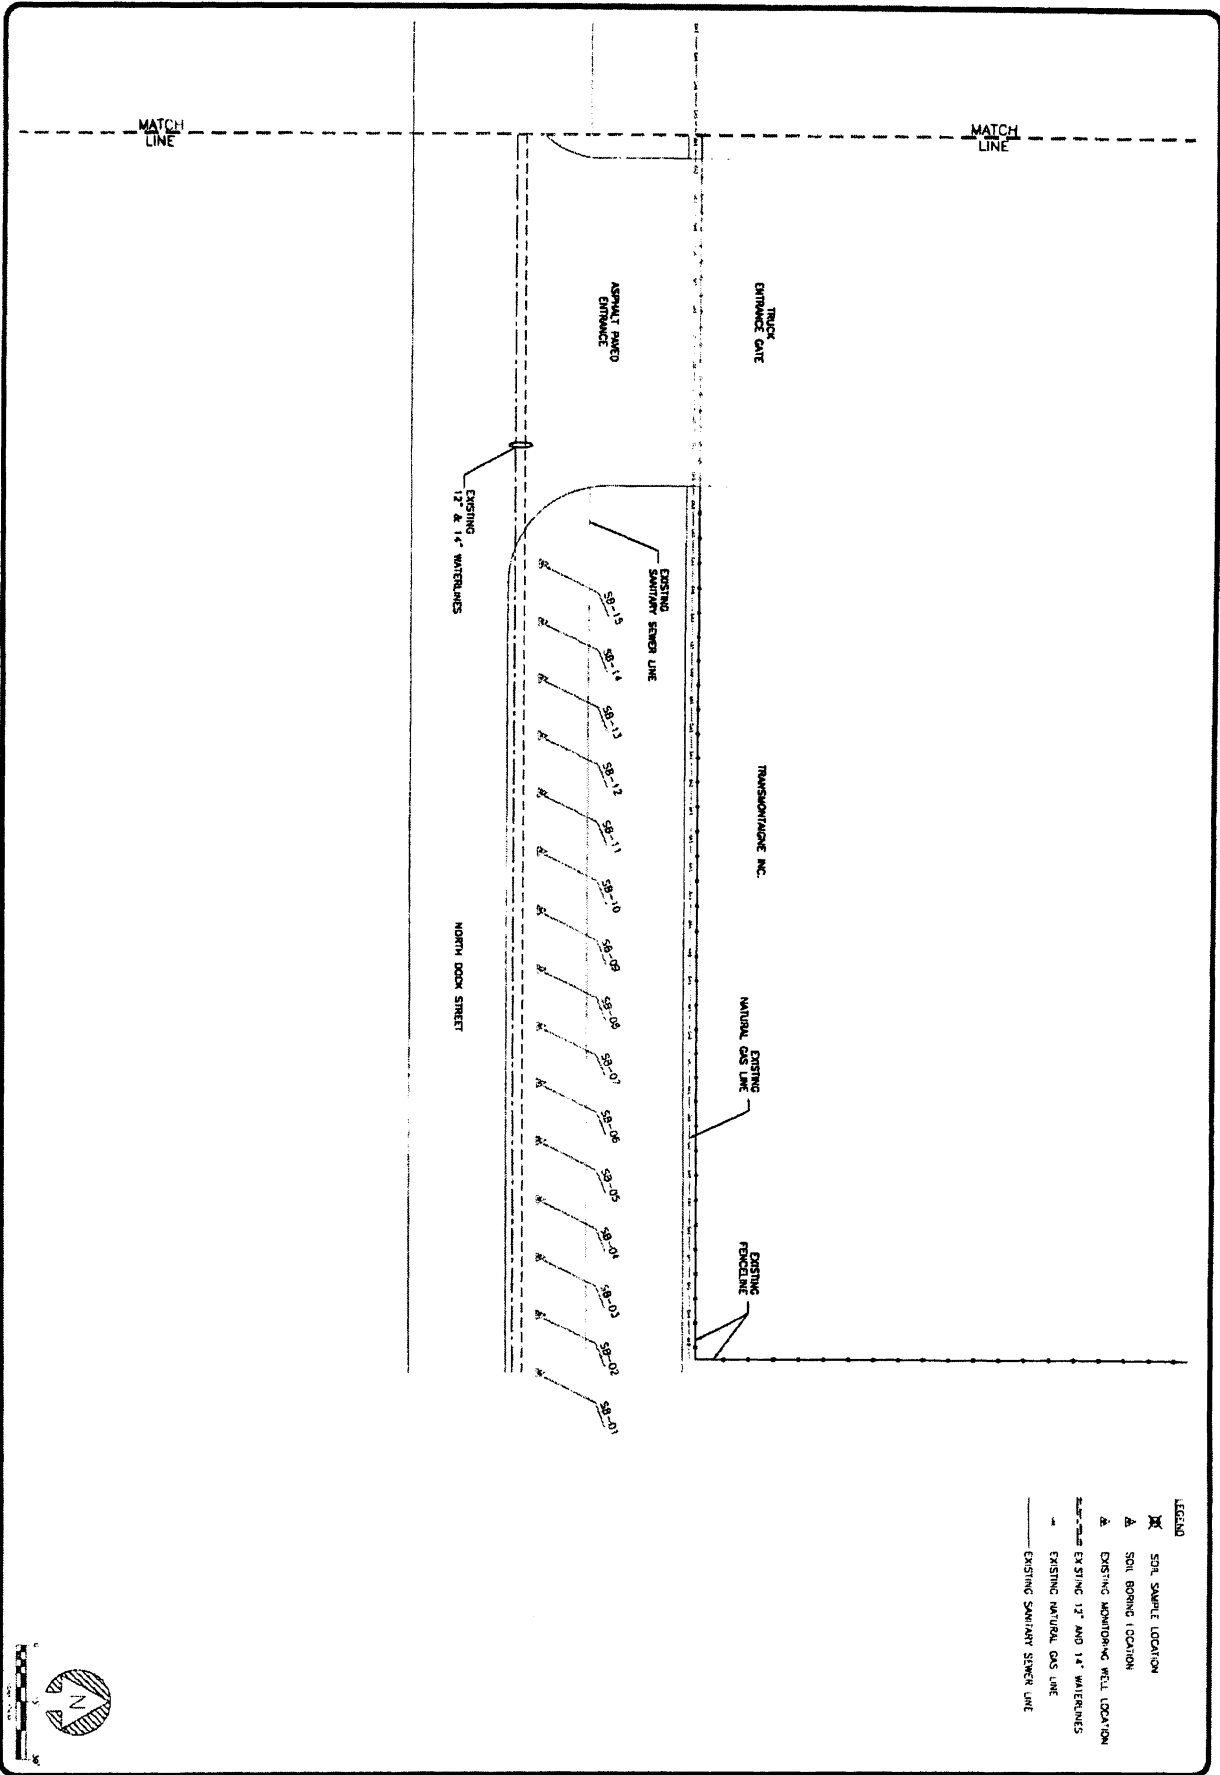 MATCH
LINE
MATCH
LINE
TRUCK
ENTRANCE GATE
ASPHALT PAVED
ENTRANCE
EXISTING
12" & 14" WATERLINES
EXISTING
SANITARY SEWER LINE
SB-15
SB-14
SB-13
SB-12
SB-11
SB-10
SB-09
SB-08
SB-07
SB-06
SB-05
SB-04
SB-03
SB-02
SB-01
TRANSMONTAIGNE INC.
NORTH DOCK STREET
EXISTING
NATURAL GAS LINE
EXISTING
FENCELINE
LEGEND
SOIL SAMPLE LOCATION
SOIL BORING LOCATION
EXISTING MONITORING WELL LOCATION
EXISTING 12" AND 14" WATERLINES
EXISTING NATURAL GAS LINE
EXISTING SANITARY SEWER LINE
N
30'